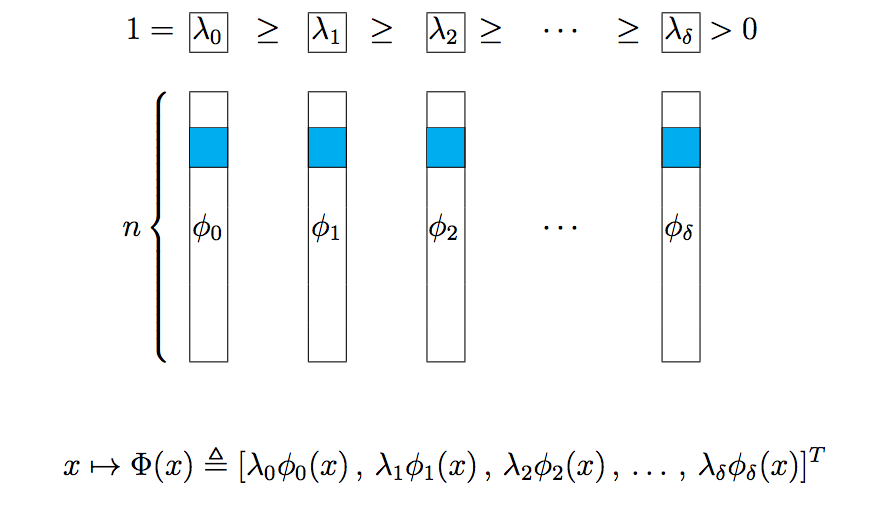 1 = λ₀ ≥ λ₁ ≥ λ₂ ≥ ⋯ ≥ λ_δ > 0
n { ϕ₀ ϕ₁ ϕ₂ ⋯ ϕ_δ
x ↦ Φ(x) ≜ [λ₀ϕ₀(x) , λ₁ϕ₁(x) , λ₂ϕ₂(x) , … , λ_δϕ_δ(x)]ᵀ